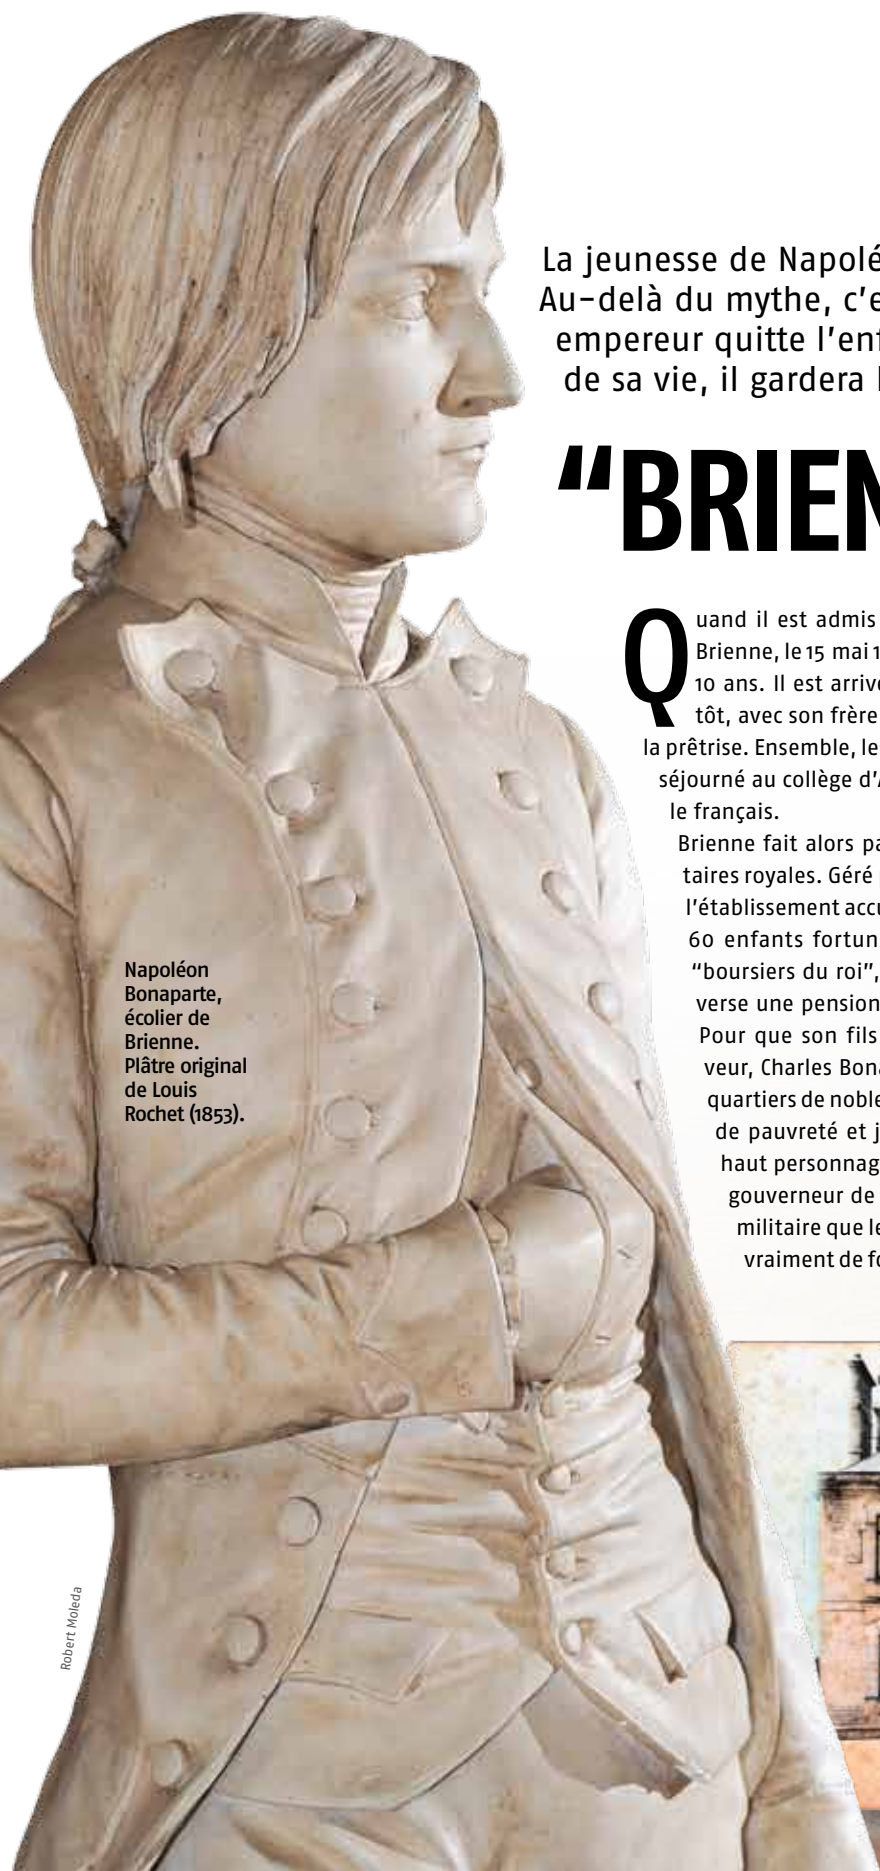 La jeunesse de Napolé
Au-delà du mythe, c'e
empereur quitte l'enf
de sa vie, il gardera l
“BRIEN
Quand il est admis
Brienne, le 15 mai 1
10 ans. Il est arrivé
tôt, avec son frère
la prêtrise. Ensemble, le
séjourné au collège d'A
le français.
Brienne fait alors pa
taires royales. Géré
l'établissement accu
60 enfants fortun
“boursiers du roi”,
verse une pension
Pour que son fils
veur, Charles Bona
quartiers de noble
de pauvreté et j
haut personnag
gouverneur de
militaire que le
vraiment de fo
Napoléon
Bonaparte,
écolier de
Brienne.
Plâtre original
de Louis
Rochet (1853).
Robert Moleda